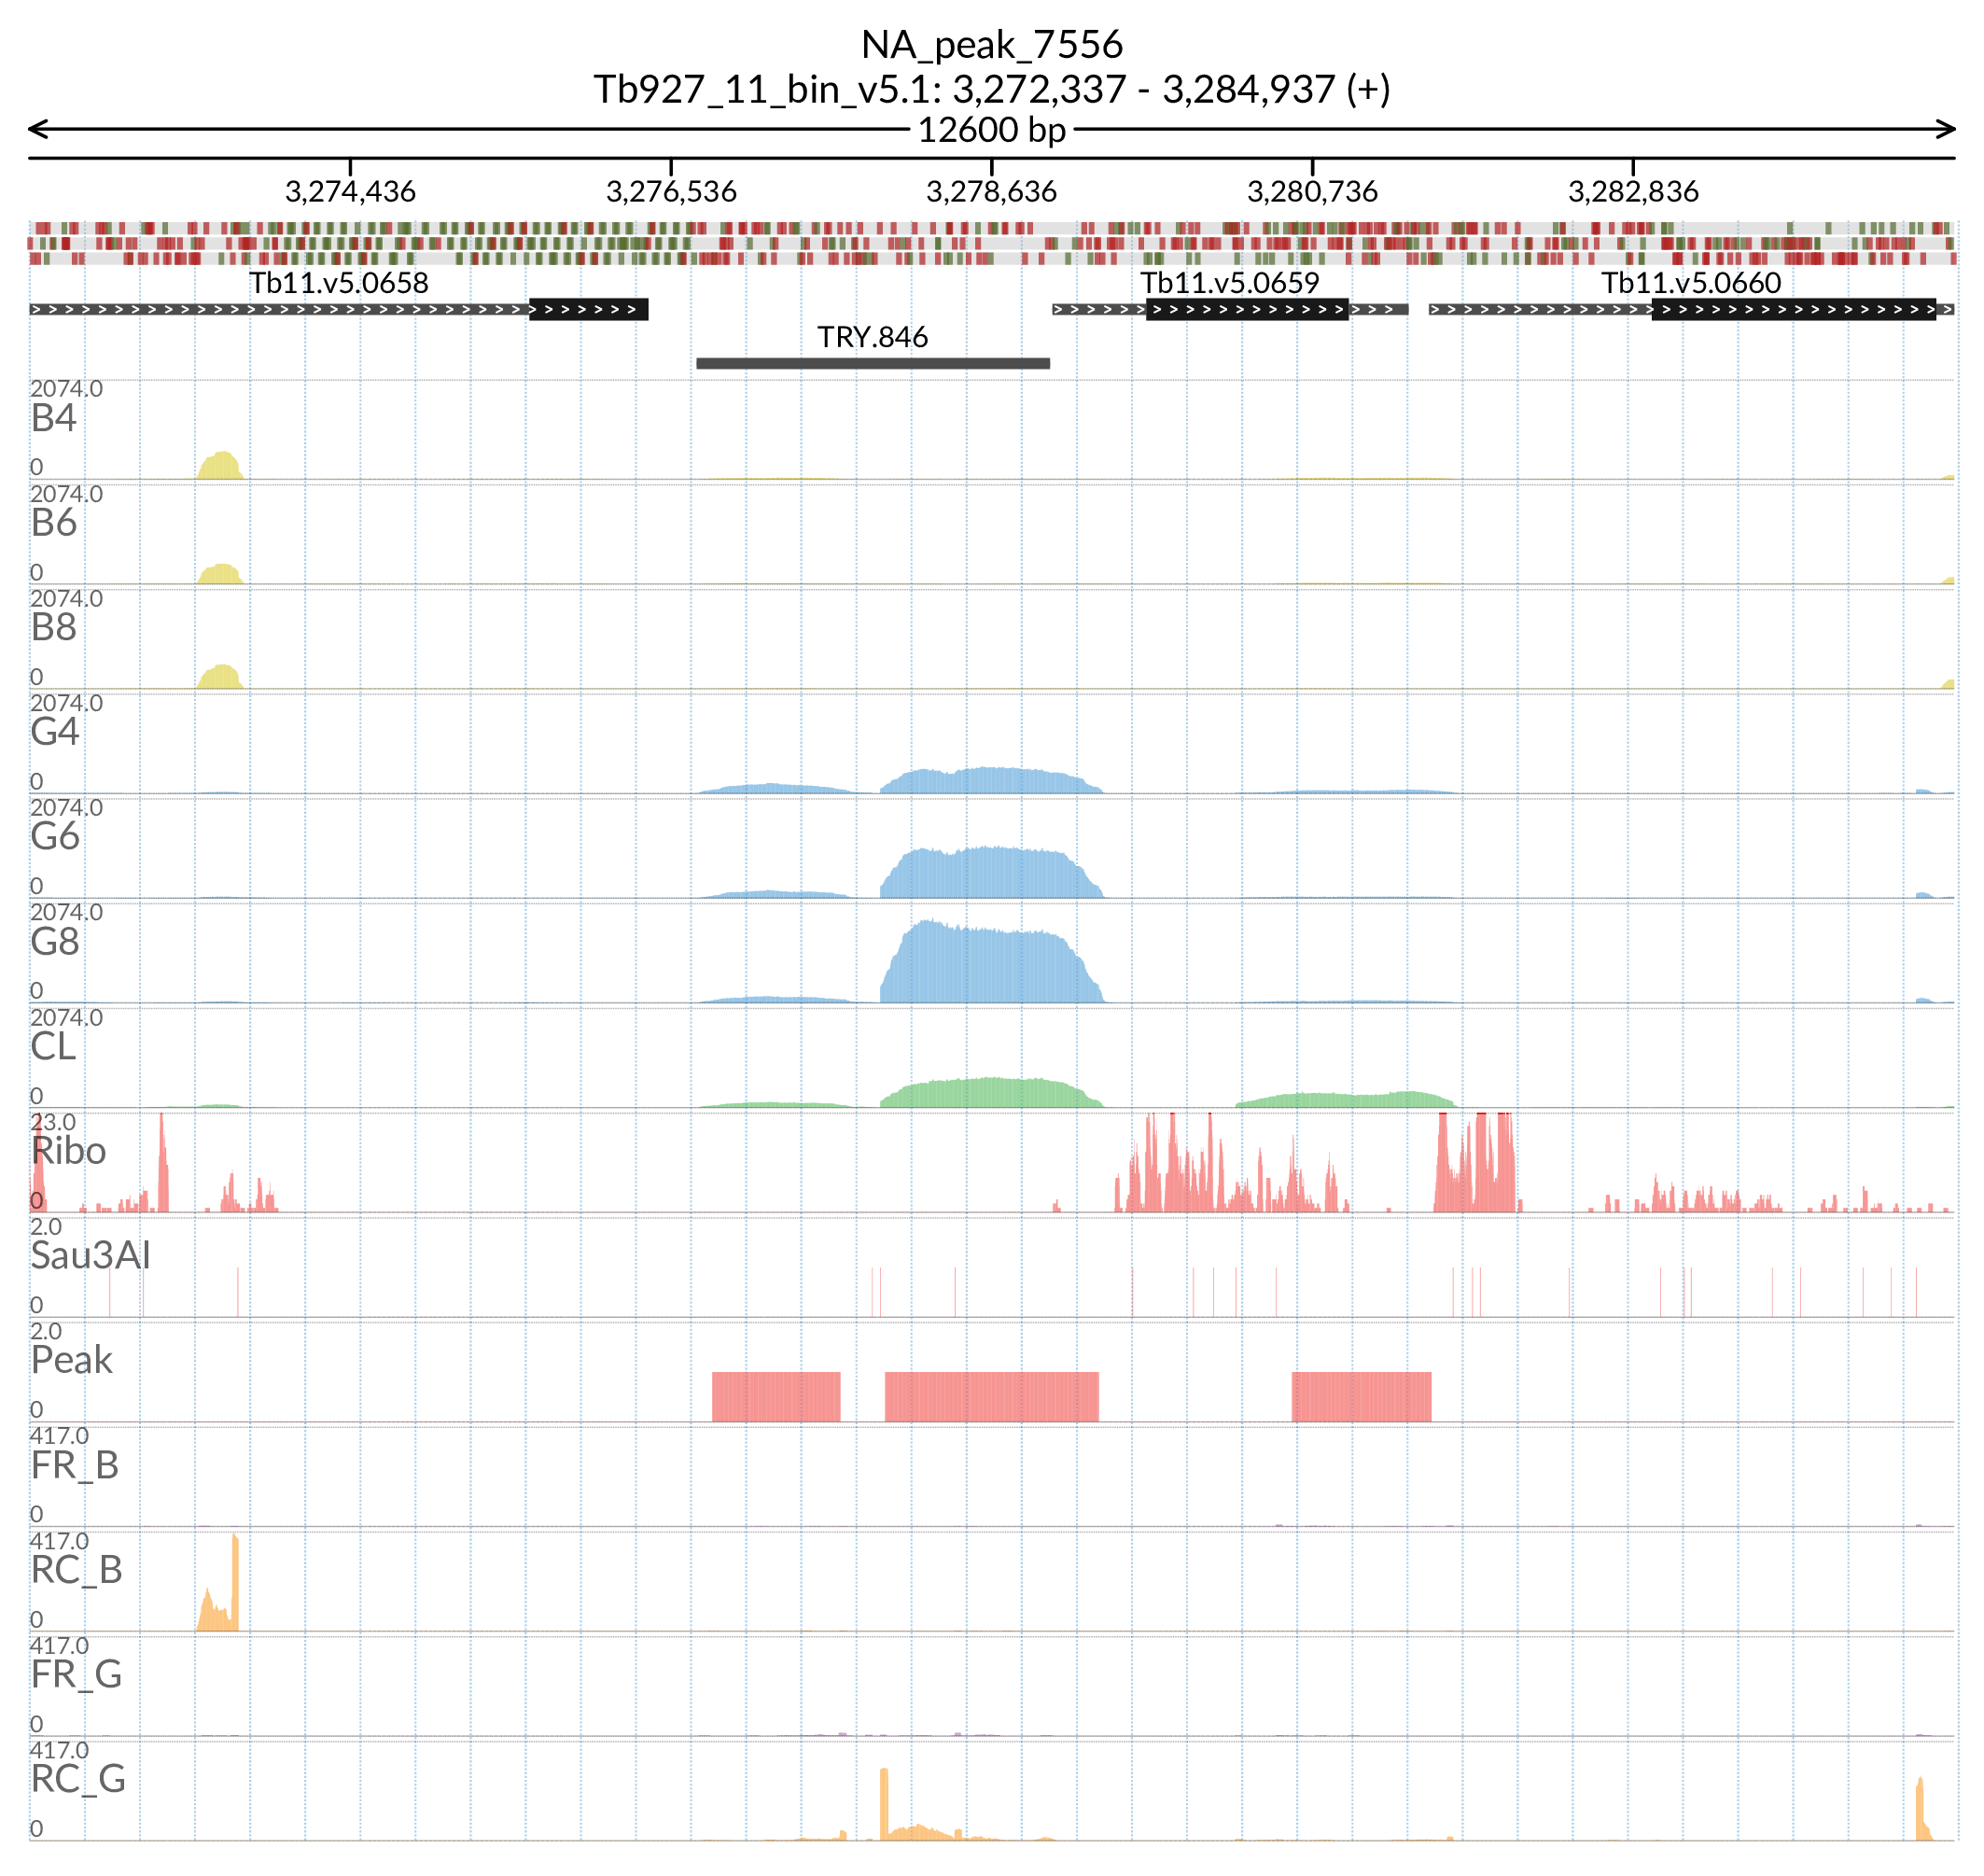 NA_peak_7556
Tb927_11_bin_v5.1: 3,272,337 - 3,284,937 (+)
12600 bp
3,274,436 3,276,536 3,278,636 3,280,736 3,282,836
Tb11.v5.0658 Tb11.v5.0659 Tb11.v5.0660
TRY.846
2074.0
B4
0
2074.0
B6
0
2074.0
B8
0
2074.0
G4
0
2074.0
G6
0
2074.0
G8
0
2074.0
CL
0
23.0
Ribo
0
2.0
Sau3AI
0
2.0
Peak
0
417.0
FR_B
0
417.0
RC_B
0
417.0
FR_G
0
417.0
RC_G
0